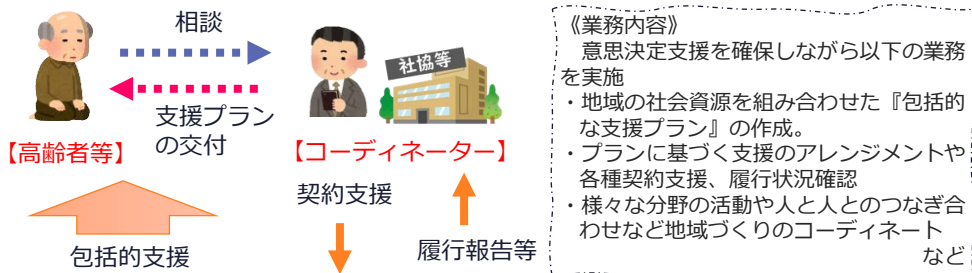 相談
支援プラン
の交付
【高齢者等】
社協等
【コーディネーター】
契約支援
履行報告等
包括的支援
《業務内容》
意思決定支援を確保しながら以下の業務
を実施
・地域の社会資源を組み合わせた『包括的
な支援プラン』の作成。
・プランに基づく支援のアレンジメントや
各種契約支援、履行状況確認
・様々な分野の活動や人と人とのつなぎ合
わせなど地域づくりのコーディネート
など